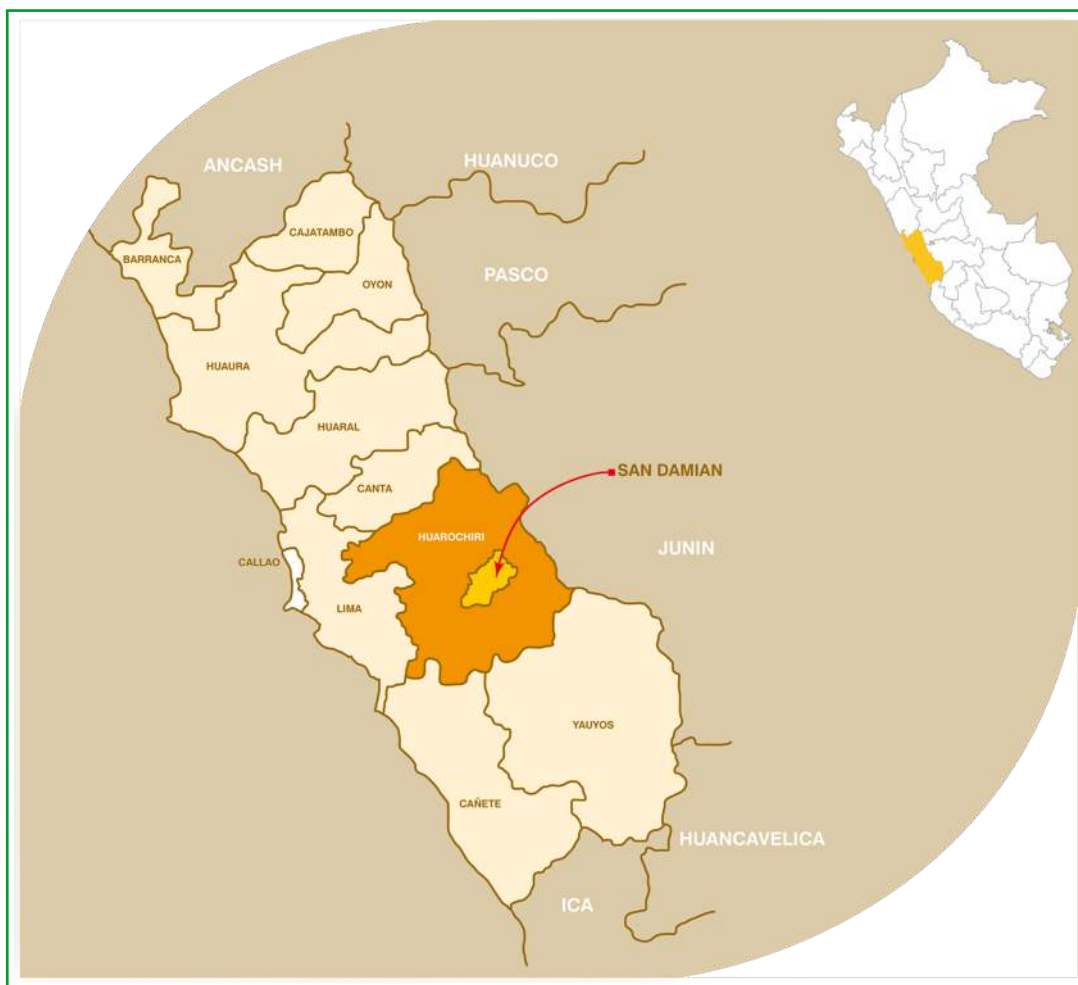 ANCASH
HUANUCO
CAJATAMBO
BARRANCA
PASCO
OYON
HUAURA
HUARAL
SAN DAMIAN
CANTA
HUAROCHIRI
JUNIN
CALLAO
LIMA
YAUYOS
CAÑETE
HUANCAVELICA
ICA